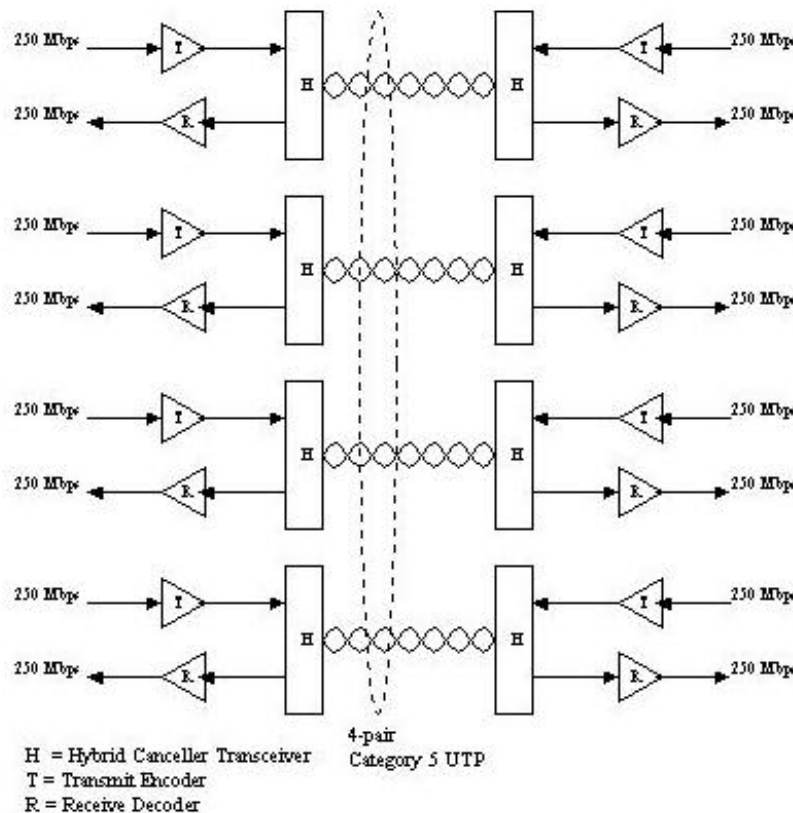 250 Mbps T H H T 250 Mbps
250 Mbps R R 250 Mbps
250 Mbps T H H T 250 Mbps
250 Mbps R R 250 Mbps
250 Mbps T H H T 250 Mbps
250 Mbps R R 250 Mbps
250 Mbps T H H T 250 Mbps
250 Mbps R R 250 Mbps
4-pair
Category 5 UTP
H = Hybrid Canceller Transceiver
T = Transmit Encoder
R = Receive Decoder